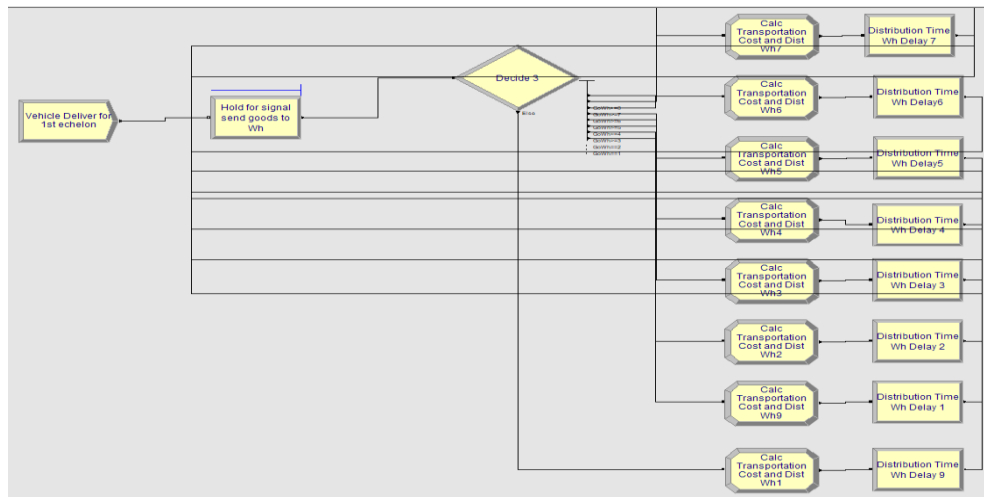 Calc
Transportation
Cost and Dist
Wh7
Distribution Time
Wh Delay 7
Decide 3
Vehicle Deliver for
1st echelon
Hold for signal
send goods to
Wh
Else
Calc
Transportation
Cost and Dist
Wh6
Distribution Time
Wh Delay6
Calc
Transportation
Cost and Dist
Wh5
Distribution Time
Wh Delay5
Calc
Transportation
Cost and Dist
Wh4
Distribution Time
Wh Delay 4
Calc
Transportation
Cost and Dist
Wh3
Distribution Time
Wh Delay 3
Calc
Transportation
Cost and Dist
Wh2
Distribution Time
Wh Delay 2
Calc
Transportation
Cost and Dist
Wh9
Distribution Time
Wh Delay 1
Calc
Transportation
Cost and Dist
Wh1
Distribution Time
Wh Delay 9